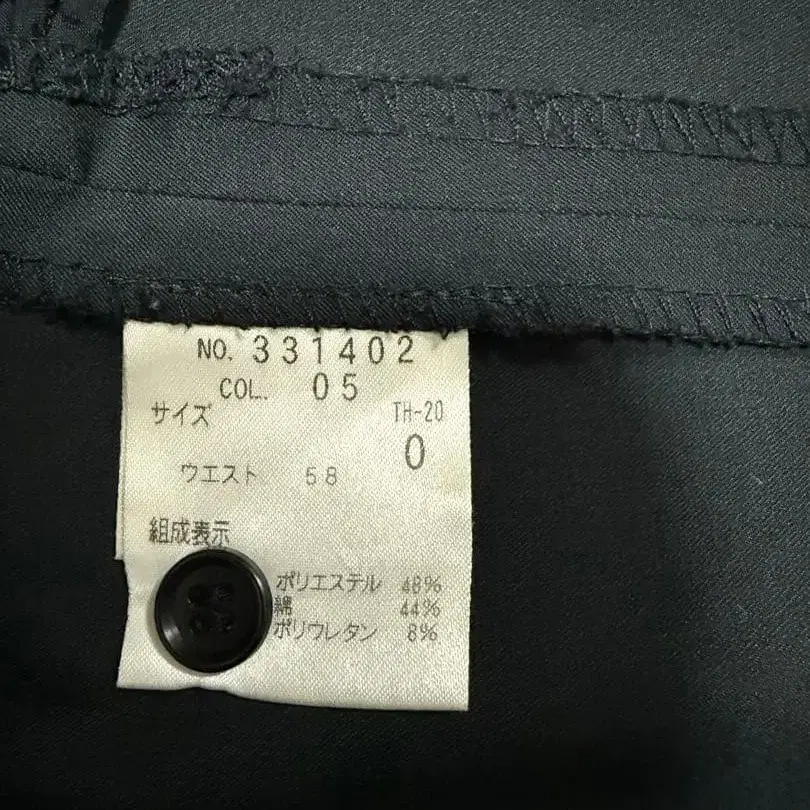 NO. 331402
COL. 05
サイズ TH-20
0
ウエスト 58
組成表示
ポリエステル 48%
綿 44%
ポリウレタン 8%